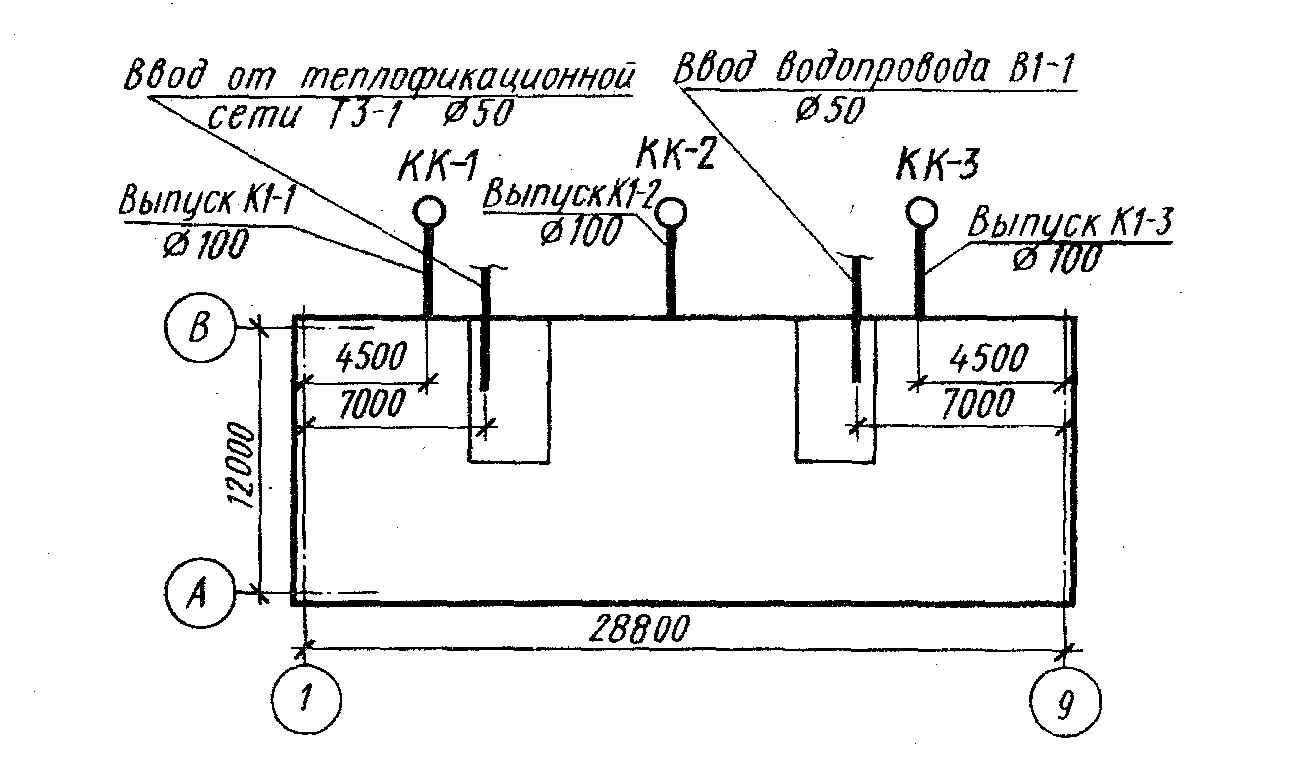 Ввод от теплофикационной
сети Т3-1 Ø50
Ввод водопровода В1-1
Ø50
КК-1
КК-2
КК-3
Выпуск К1-1
Ø100
Выпуск К1-2
Ø100
Выпуск К1-3
Ø100
В
4500
4500
7000
7000
12000
А
28800
1
9